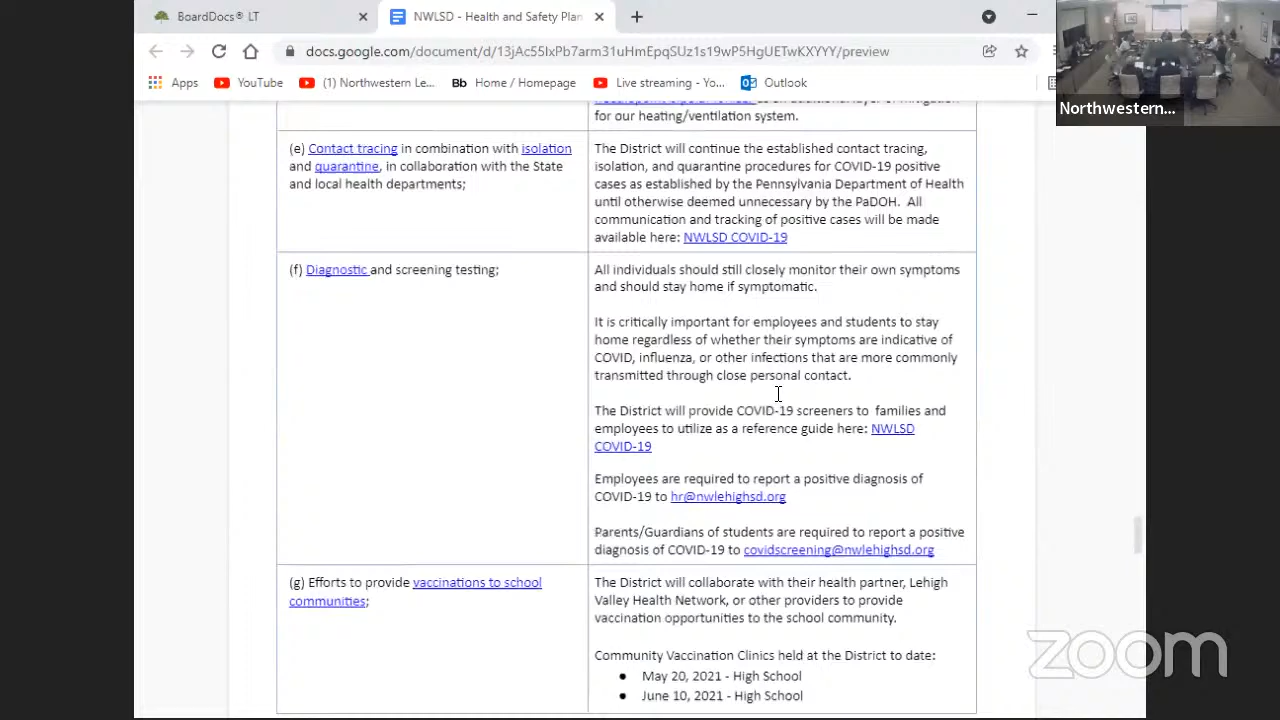 BoardDocs® LT
NWLSD - Health and Safety Plan
docs.google.com/document/d/13jAc55lxPb7arm31uHmEpqSUz1s19wP5HgUETwKXYYY/preview
Apps
YouTube
(1) Northwestern Le...
Bb Home / Homepage
Live streaming - Yo...
Outlook
Northwestern...
for our heating/ventilation system.
(e) Contact tracing in combination with isolation
and quarantine, in collaboration with the State
and local health departments;
The District will continue the established contact tracing,
isolation, and quarantine procedures for COVID-19 positive
cases as established by the Pennsylvania Department of Health
until otherwise deemed unnecessary by the PaDOH. All
communication and tracking of positive cases will be made
available here: NWLSD COVID-19
(f) Diagnostic and screening testing;
All individuals should still closely monitor their own symptoms
and should stay home if symptomatic.
It is critically important for employees and students to stay
home regardless of whether their symptoms are indicative of
COVID, influenza, or other infections that are more commonly
transmitted through close personal contact.
The District will provide COVID-19 screeners to families and
employees to utilize as a reference guide here: NWLSD
COVID-19
Employees are required to report a positive diagnosis of
COVID-19 to hr@nwlehighsd.org
Parents/Guardians of students are required to report a positive
diagnosis of COVID-19 to covidscreening@nwlehighsd.org
(g) Efforts to provide vaccinations to school
communities;
The District will collaborate with their health partner, Lehigh
Valley Health Network, or other providers to provide
vaccination opportunities to the school community.
Community Vaccination Clinics held at the District to date:
● May 20, 2021 - High School
● June 10, 2021 - High School
zoom